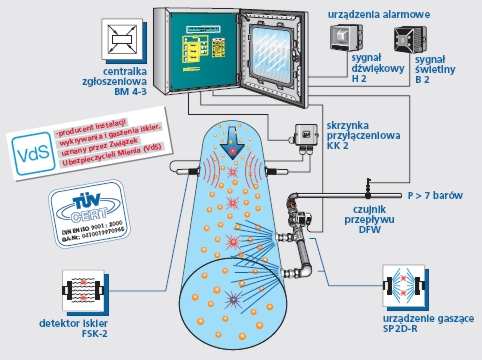 urządzenia alarmowe
centralka
zgłoszeniowa
BM 4-3
sygnał
dźwiękowy
H 2
sygnał
świetlny
B 2
VdS
-producent instalacji
wykrywania i gaszenia iskier,
uznany przez Związek
Ubezpieczycieli Mienia (VdS)
skrzynka
przyłączeniowa
KK 2
TÜV
CERT
DIN EN ISO 9001 : 2000
P > 7 barów
czujnik
przepływu
DFW
detektor iskier
FSK-2
urządzenie gaszące
SP2D-R